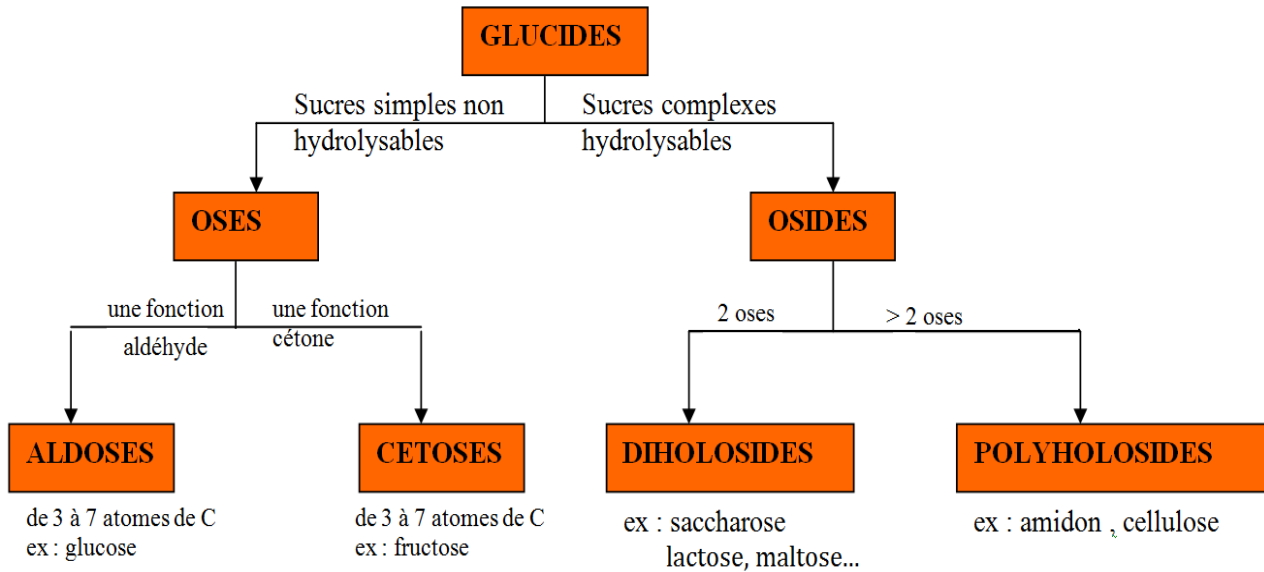 GLUCIDES
Sucres simples non
hydrolysables
Sucres complexes
hydrolysables
OSES
OSIDES
une fonction
aldéhyde
une fonction
cétone
2 oses
> 2 oses
ALDOSES
CETOSES
DIHOLOSIDES
POLYHOLOSIDES
de 3 à 7 atomes de C
ex : glucose
de 3 à 7 atomes de C
ex : fructose
ex : saccharose
lactose, maltose...
ex : amidon , cellulose